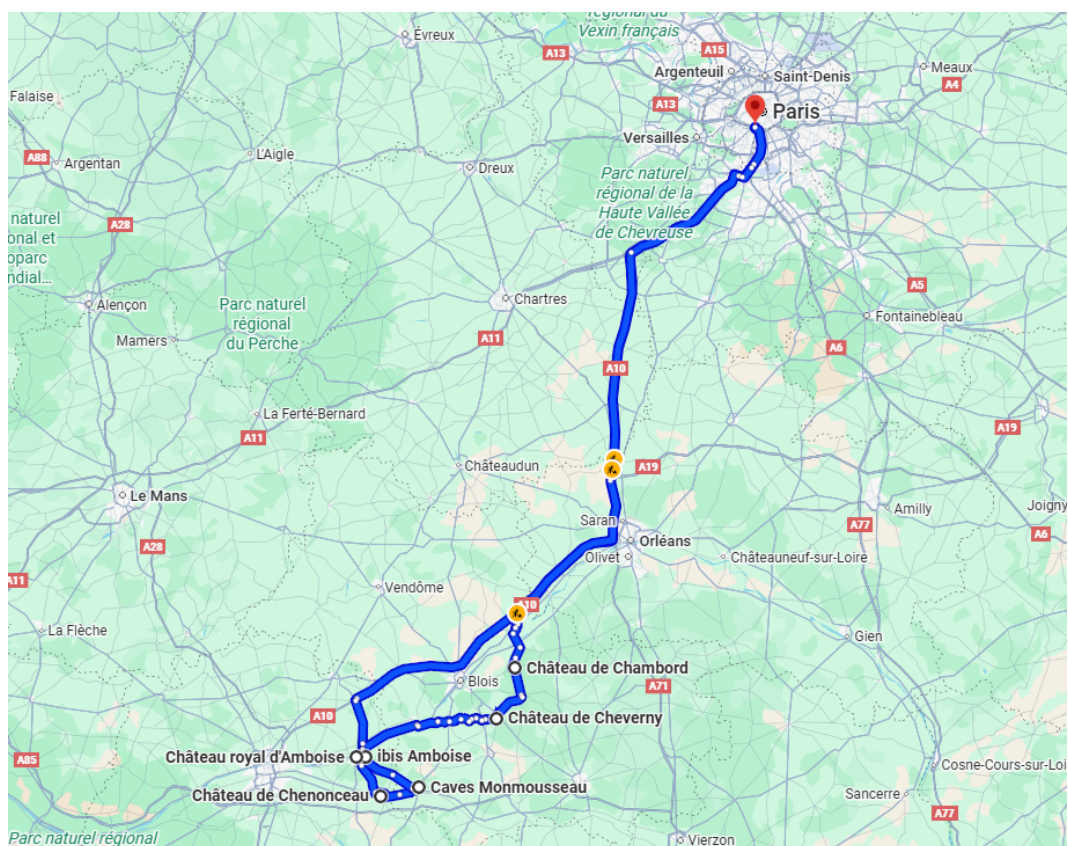 régional du
Vexin français
Évreux
A13
A15
Argenteuil
Saint-Denis
Meaux
A4
Falaise
A13
Paris
Versailles
A88
Argentan
L'Aigle
Dreux
Parc naturel
régional de la
Haute Vallée
de Chevreuse
naturel
onal et
oparc
ndial...
A28
Alençon
Parc naturel
régional
du Perche
Chartres
A5
Fontainebleau
Mamers
A11
A6
A10
La Ferté-Bernard
A11
A19
Châteaudun
A19
Le Mans
Saran
Amilly
Joigny
A28
Orléans
A77
A6
Olivet
Châteauneuf-sur-Loire
A11
Vendôme
A10
La Flèche
Gien
Château de Chambord
Blois
A71
A10
Château de Cheverny
Château royal d'Amboise
ibis Amboise
A85
Cosne-Cours-sur-Loi
Château de Chenonceau
Caves Monmousseau
Sancerre
A77
Parc naturel régional
Vierzon